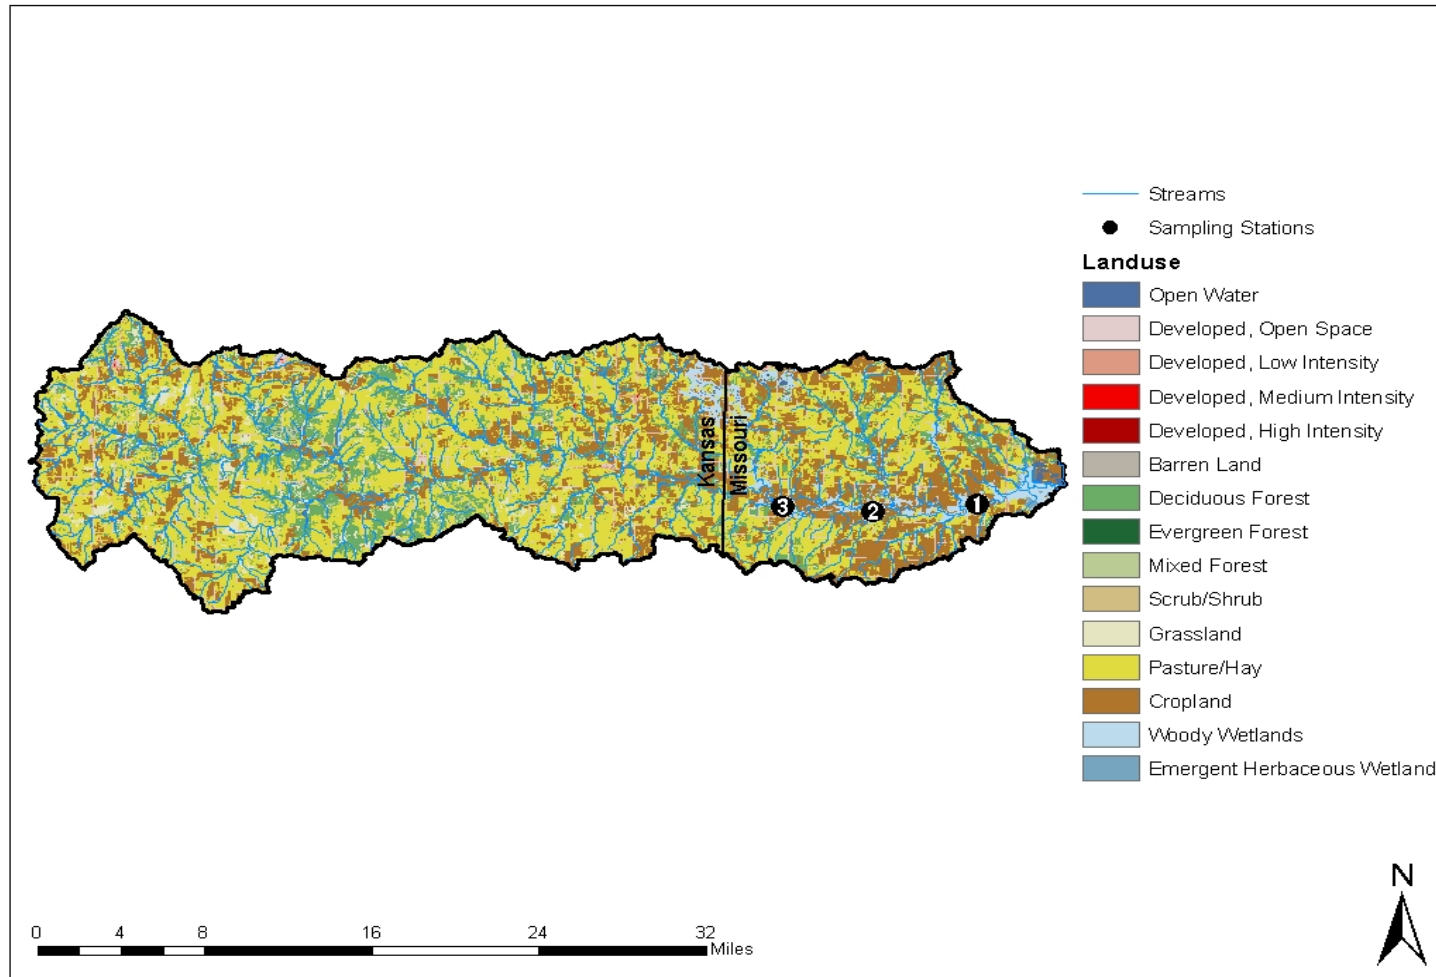 Streams
Sampling Stations
Landuse
Open Water
Developed, Open Space
Developed, Low Intensity
Developed, Medium Intensity
Developed, High Intensity
Barren Land
Deciduous Forest
Evergreen Forest
Mixed Forest
Scrub/Shrub
Grassland
Pasture/Hay
Cropland
Woody Wetlands
Emergent Herbaceous Wetland
Kansas
Missouri
3 2 1
N
0 4 8 16 24 32
Miles